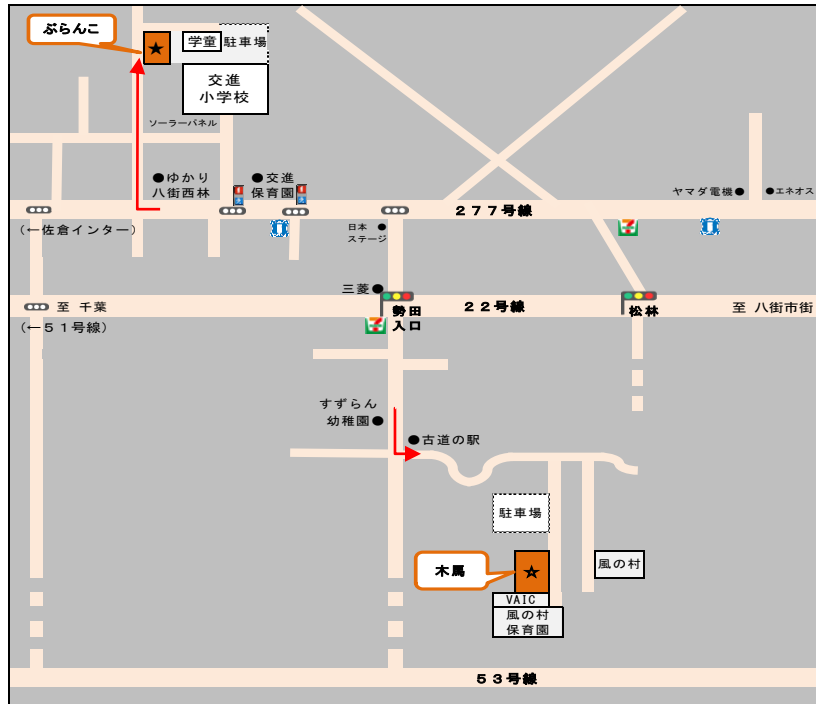 ぶらんこ
★
学童
駐車場
交進
小学校
ソーラーパネル
●ゆかり
八街西林
●交進
保育園
ヤマダ電機●
●エネオス
２７７号線
(←佐倉インター)
日本 ●
ステージ
7
三菱●
至 千葉
２２号線
至 八街市街
勢田
入口
松林
(←５１号線)
7
すずらん
幼稚園●
●古道の駅
駐車場
木馬
☆
風の村
VAIC
風の村
保育園
５３号線